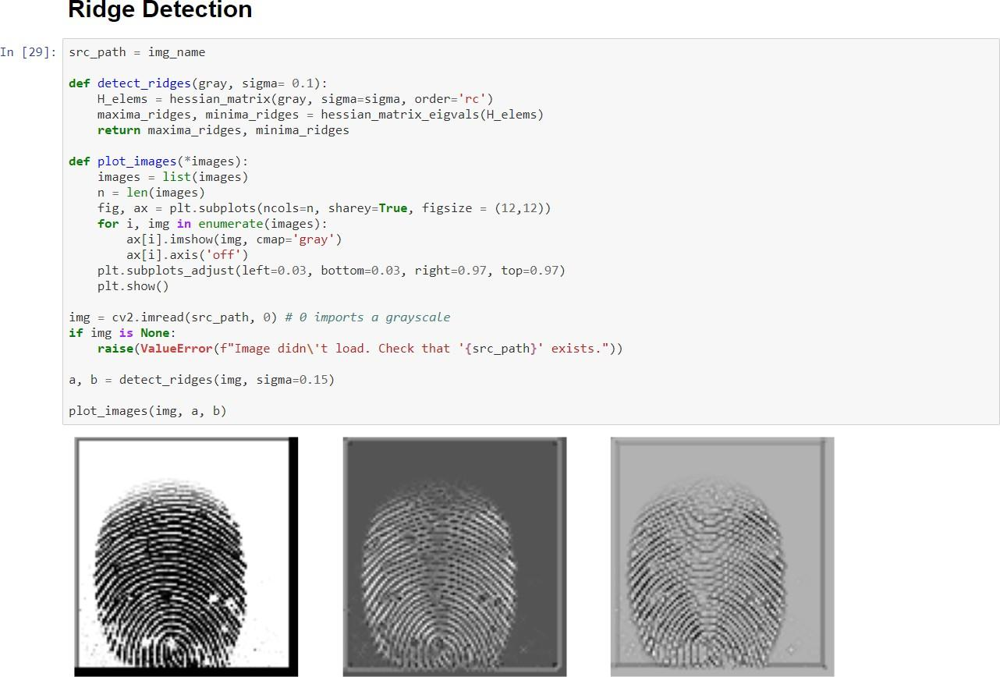 Ridge Detection
In [29]:
src_path = img_name
def detect_ridges(gray, sigma= 0.1):
    H_elems = hessian_matrix(gray, sigma=sigma, order='rc')
    maxima_ridges, minima_ridges = hessian_matrix_eigvals(H_elems)
    return maxima_ridges, minima_ridges
def plot_images(*images):
    images = list(images)
    n = len(images)
    fig, ax = plt.subplots(ncols=n, sharey=True, figsize = (12,12))
    for i, img in enumerate(images):
        ax[i].imshow(img, cmap='gray')
        ax[i].axis('off')
    plt.subplots_adjust(left=0.03, bottom=0.03, right=0.97, top=0.97)
    plt.show()
img = cv2.imread(src_path, 0) # 0 imports a grayscale
if img is None:
    raise(ValueError(f"Image didn\'t load. Check that '{src_path}' exists."))
a, b = detect_ridges(img, sigma=0.15)
plot_images(img, a, b)